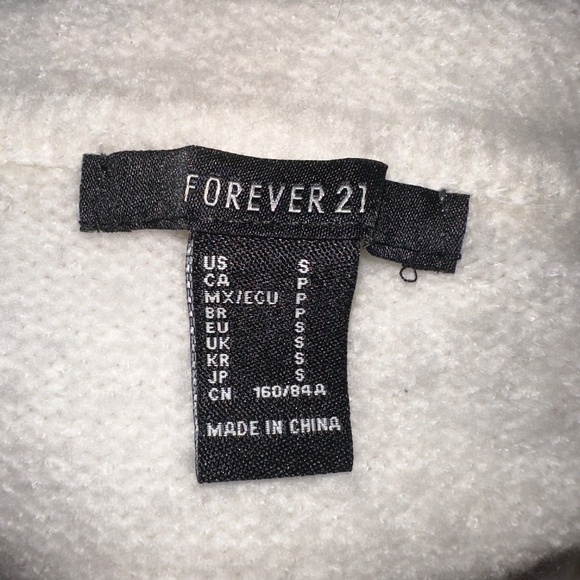 FOREVER 21
US S
CA P
MX/ECU P
BR P
EU S
UK S
KR S
JP S
CN 160/84A
MADE IN CHINA